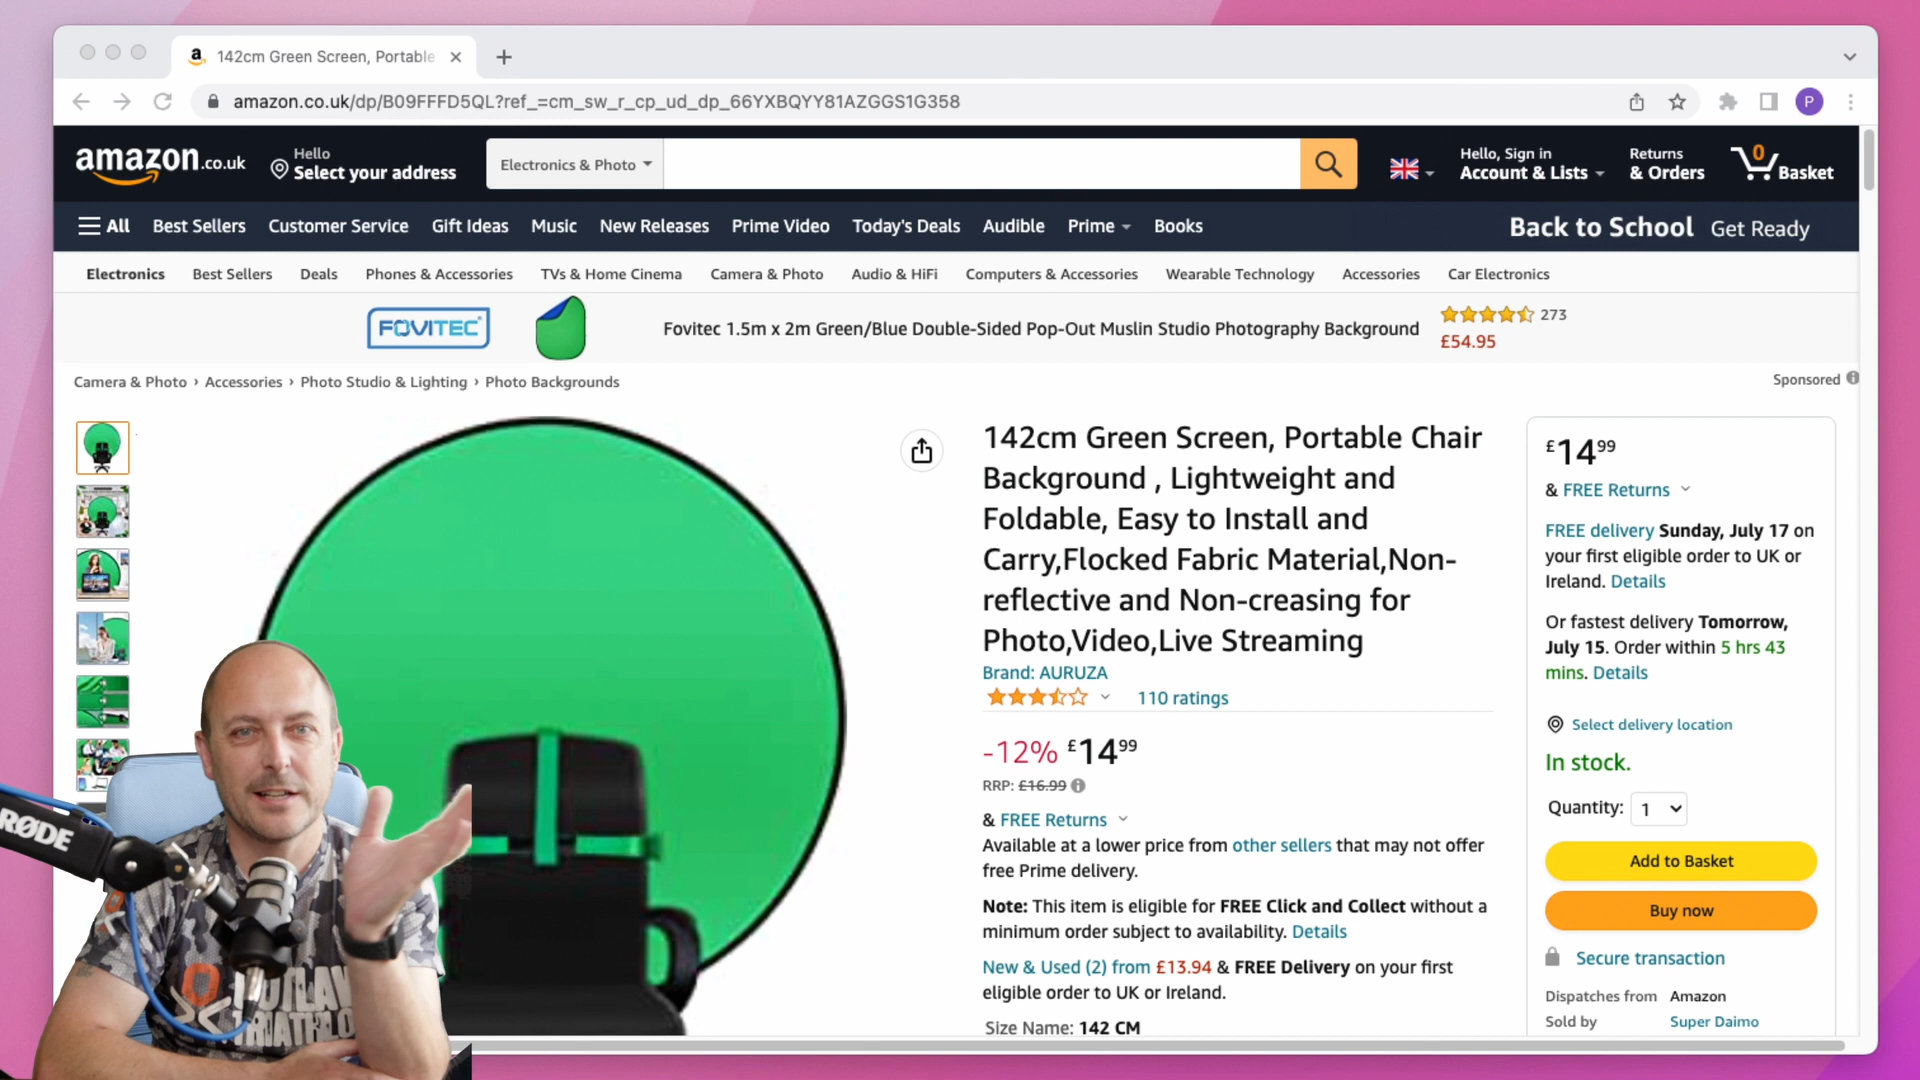 142cm Green Screen, Portable
amazon.co.uk/dp/B09FFFD5QL?ref_=cm_sw_r_cp_ud_dp_66YXBQYY81AZGGS1G358
P
amazon.co.uk
Hello
Select your address
Electronics & Photo
Hello, Sign in
Account & Lists
Returns
& Orders
0
Basket
All Best Sellers Customer Service Gift Ideas Music New Releases Prime Video Today's Deals Audible Prime Books
Back to School Get Ready
Electronics Best Sellers Deals Phones & Accessories TVs & Home Cinema Camera & Photo Audio & HiFi Computers & Accessories Wearable Technology Accessories Car Electronics
FOVITEC
Fovitec 1.5m x 2m Green/Blue Double-Sided Pop-Out Muslin Studio Photography Background
273
£54.95
Camera & Photo › Accessories › Photo Studio & Lighting › Photo Backgrounds
Sponsored
142cm Green Screen, Portable Chair
Background , Lightweight and
Foldable, Easy to Install and
Carry,Flocked Fabric Material,Non-
reflective and Non-creasing for
Photo,Video,Live Streaming
Brand: AURUZA
110 ratings
-12% £14⁹⁹
RRP: £16.99
& FREE Returns
Available at a lower price from other sellers that may not offer
free Prime delivery.
Note: This item is eligible for FREE Click and Collect without a
minimum order subject to availability. Details
New & Used (2) from £13.94 & FREE Delivery on your first
eligible order to UK or Ireland.
Size Name: 142 CM
£14⁹⁹
& FREE Returns
FREE delivery Sunday, July 17 on
your first eligible order to UK or
Ireland. Details
Or fastest delivery Tomorrow,
July 15. Order within 5 hrs 43
mins. Details
Select delivery location
In stock.
Quantity: 1
Add to Basket
Buy now
Secure transaction
Dispatches from Amazon
Sold by Super Daimo
RØDE